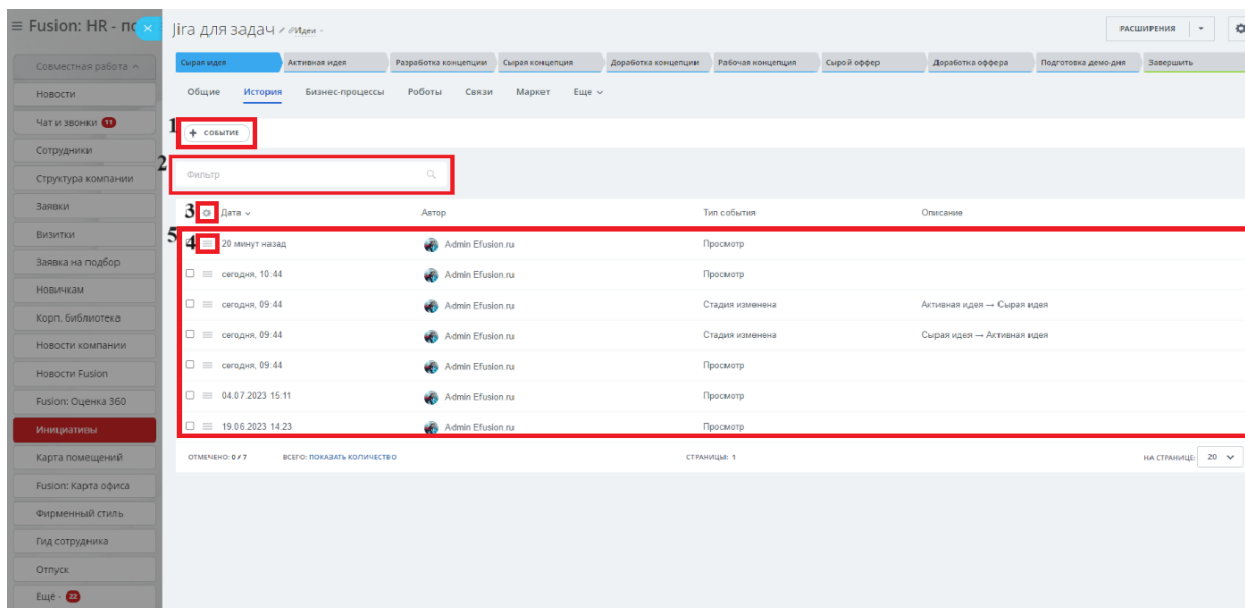 Fusion: HR - по
Jira для задач Идеи
РАСШИРЕНИЯ
Совместная работа
Новости
Чат и звонки 11
Сотрудники
Структура компании
Заявки
Визитки
Заявка на подбор
Новичкам
Корп. библиотека
Новости компании
Новости Fusion
Fusion: Оценка 360
Инициативы
Карта помещений
Fusion: Карта офиса
Фирменный стиль
Гид сотрудника
Отпуск
Ещё - 22
Сырая идея Активная идея Разработка концепции Сырая концепция Доработка концепции Рабочая концепция Сырой оффер Доработка оффера Подготовка демо-дня Завершить
Общие История Бизнес-процессы Роботы Связи Маркет Еще
1 + СОБЫТИЕ
2 Фильтр
3 Дата Автор Тип события Описание
5 4 20 минут назад Admin Efusion.ru Просмотр
сегодня, 10:44 Admin Efusion.ru Просмотр
сегодня, 09:44 Admin Efusion.ru Стадия изменена Активная идея → Сырая идея
сегодня, 09:44 Admin Efusion.ru Стадия изменена Сырая идея → Активная идея
сегодня, 09:44 Admin Efusion.ru Просмотр
04.07.2023 15:11 Admin Efusion.ru Просмотр
19.06.2023 14:23 Admin Efusion.ru Просмотр
ОТМЕЧЕНО: 0 / 7 ВСЕГО: ПОКАЗАТЬ КОЛИЧЕСТВО СТРАНИЦЫ: 1 НА СТРАНИЦЕ: 20